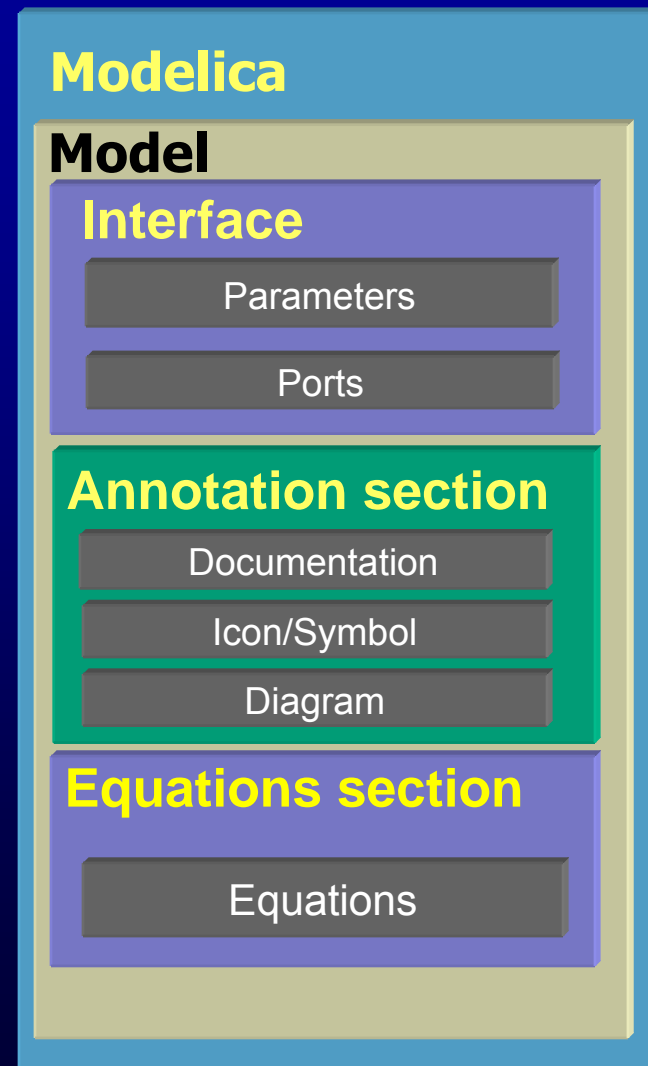 Modelica
Model
Interface
Parameters
Ports
Annotation section
Documentation
Icon/Symbol
Diagram
Equations section
Equations